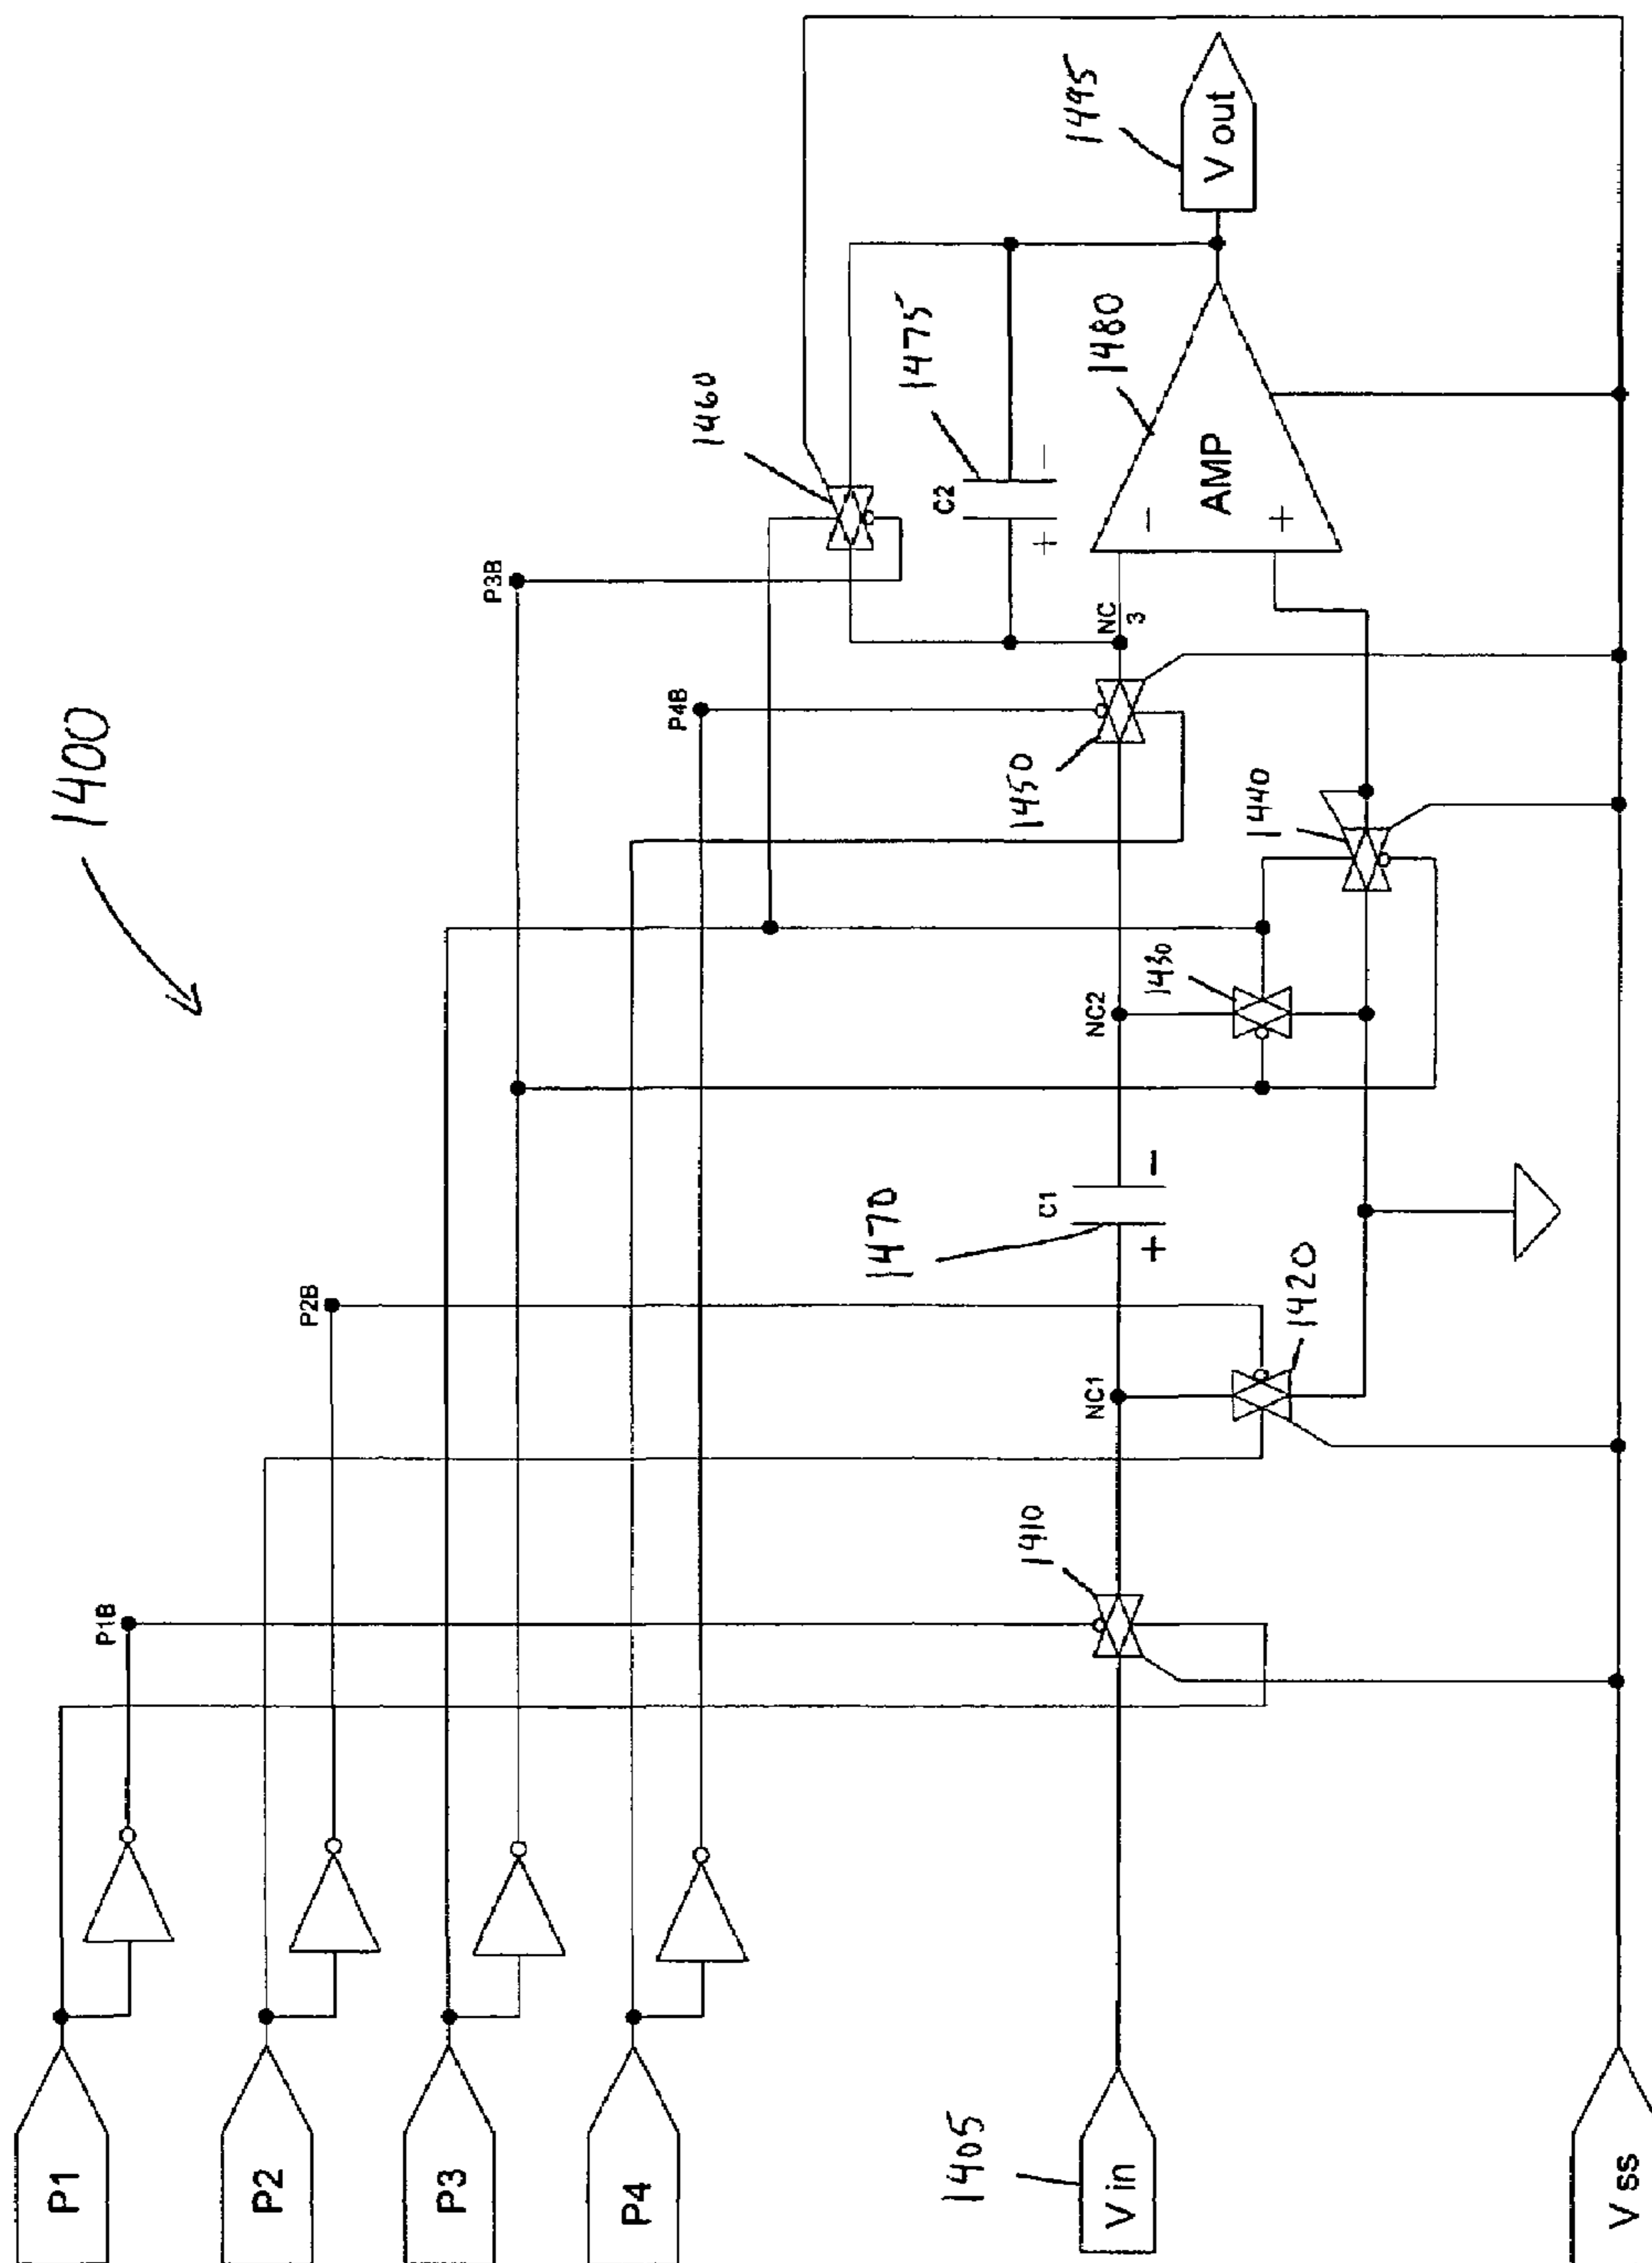 1400
P1
P2
P3
P4
V in
V ss
1405
P1B
P2B
P3B
P4B
1410
NC1
1420
1470
C1
+ -
NC2
1430
1440
1450
NC
3
1460
C2
+ -
1475
1480
-
AMP
+
V out
1495